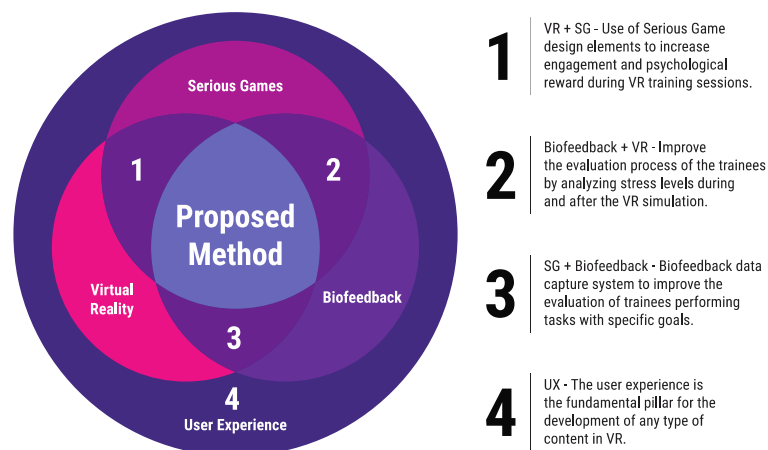 Serious Games
1
2
Proposed
Method
Virtual
Reality
Biofeedback
3
4
User Experience
1
VR + SG - Use of Serious Game
design elements to increase
engagement and psychological
reward during VR training sessions.
2
Biofeedback + VR - Improve
the evaluation process of the trainees
by analyzing stress levels during
and after the VR simulation.
3
SG + Biofeedback - Biofeedback data
capture system to improve the
evaluation of trainees performing
tasks with specific goals.
4
UX - The user experience is
the fundamental pillar for the
development of any type of
content in VR.